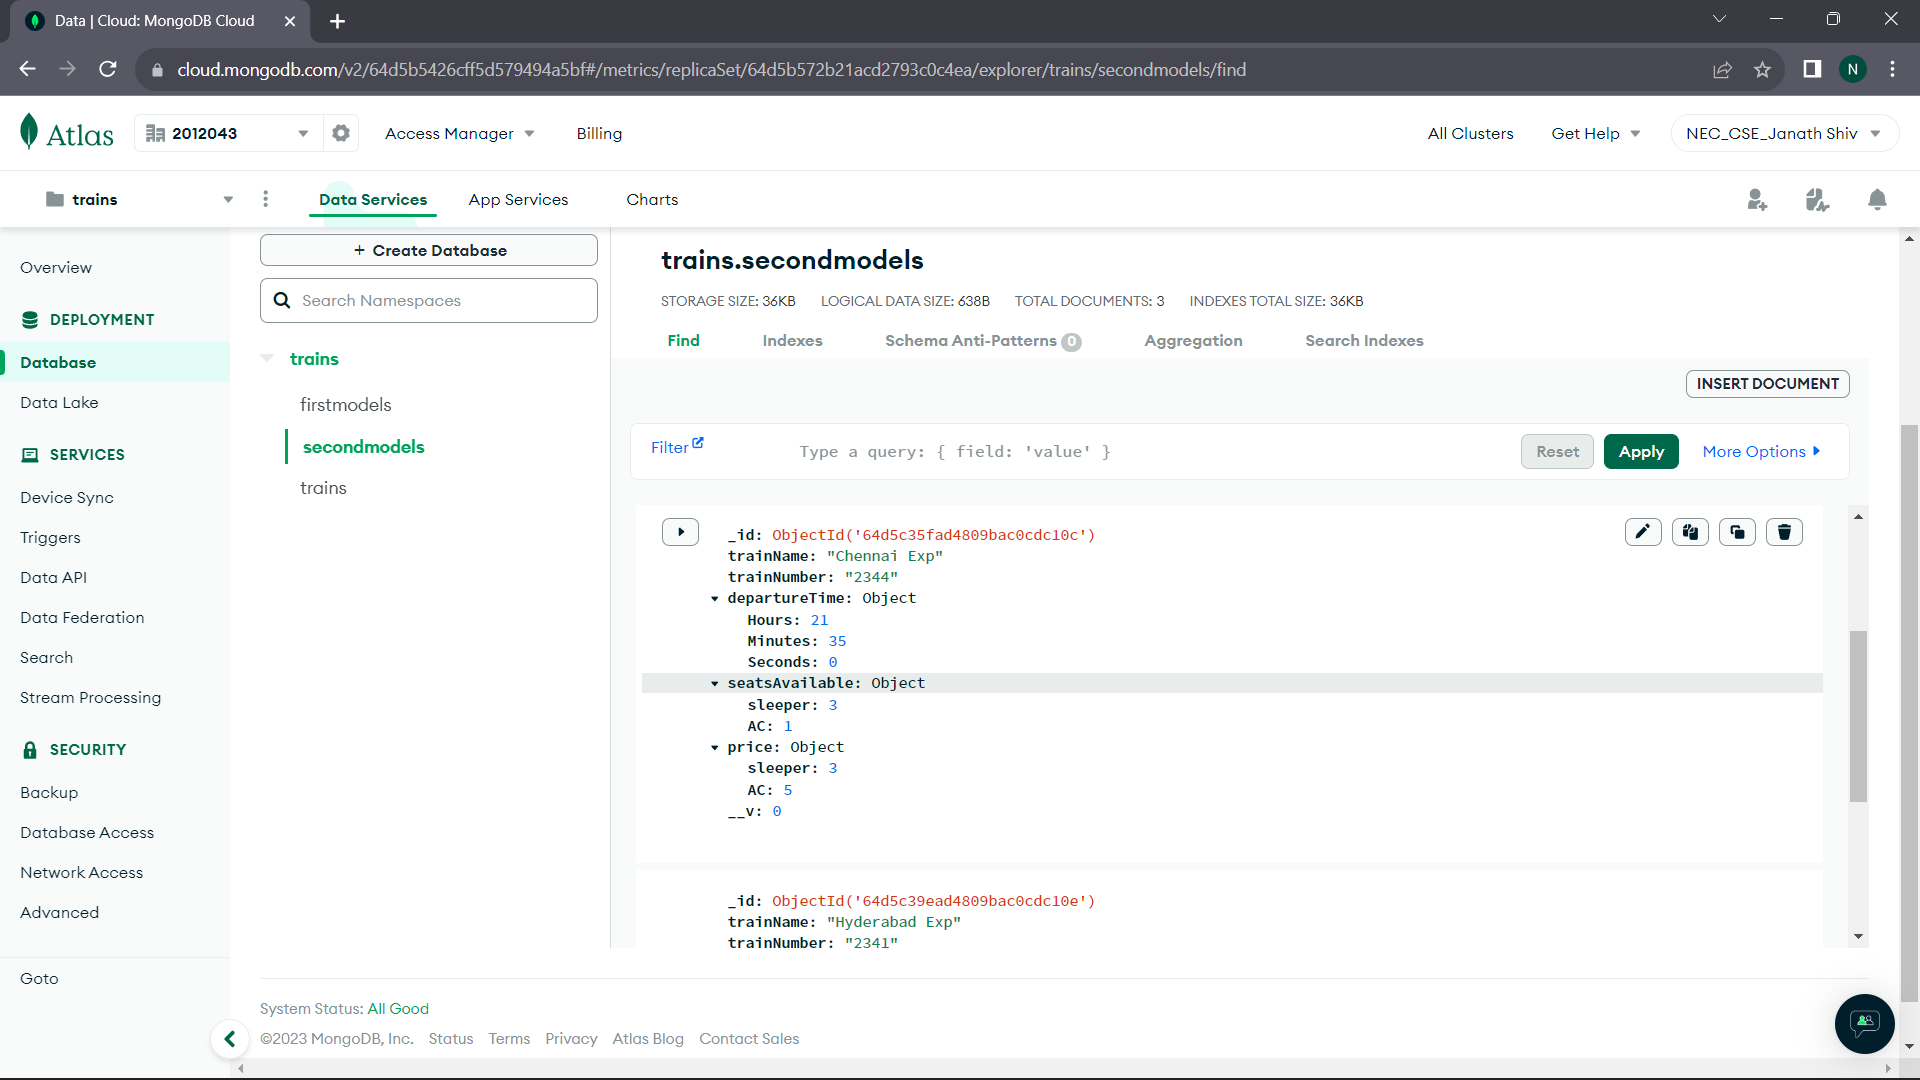 Data | Cloud: MongoDB Cloud
cloud.mongodb.com/v2/64d5b5426cff5d579494a5bf#/metrics/replicaSet/64d5b572b21acd2793c0c4ea/explorer/trains/secondmodels/find
N
Atlas
2012043
Access Manager
Billing
All Clusters
Get Help
NEC_CSE_Janath Shiv
trains
Data Services
App Services
Charts
Overview
DEPLOYMENT
Database
Data Lake
SERVICES
Device Sync
Triggers
Data API
Data Federation
Search
Stream Processing
SECURITY
Backup
Database Access
Network Access
Advanced
Goto
+ Create Database
Search Namespaces
trains
firstmodels
secondmodels
trains
trains.secondmodels
STORAGE SIZE: 36KB LOGICAL DATA SIZE: 638B TOTAL DOCUMENTS: 3 INDEXES TOTAL SIZE: 36KB
Find
Indexes
Schema Anti-Patterns 0
Aggregation
Search Indexes
INSERT DOCUMENT
Filter
Type a query: { field: 'value' }
Reset
Apply
More Options
_id: ObjectId('64d5c35fad4809bac0cdc10c')
trainName: "Chennai Exp"
trainNumber: "2344"
departureTime: Object
Hours: 21
Minutes: 35
Seconds: 0
seatsAvailable: Object
sleeper: 3
AC: 1
price: Object
sleeper: 3
AC: 5
__v: 0
_id: ObjectId('64d5c39ead4809bac0cdc10e')
trainName: "Hyderabad Exp"
trainNumber: "2341"
System Status: All Good
©2023 MongoDB, Inc. Status Terms Privacy Atlas Blog Contact Sales